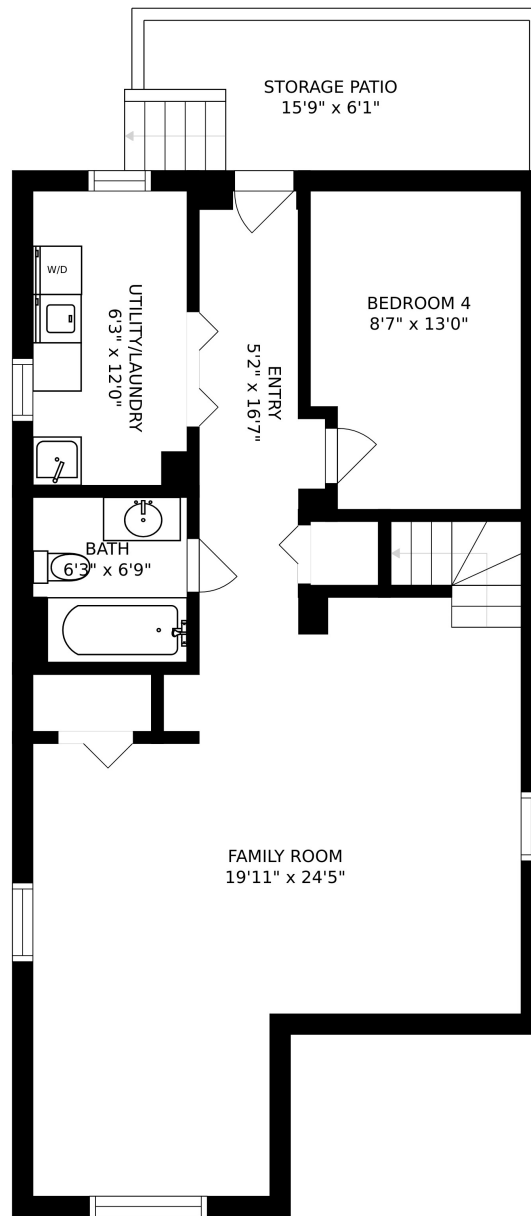 STORAGE PATIO
15'9" x 6'1"
W/D
UTILITY/LAUNDRY
6'3" x 12'0"
ENTRY
5'2" x 16'7"
BEDROOM 4
8'7" x 13'0"
BATH
6'3" x 6'9"
FAMILY ROOM
19'11" x 24'5"